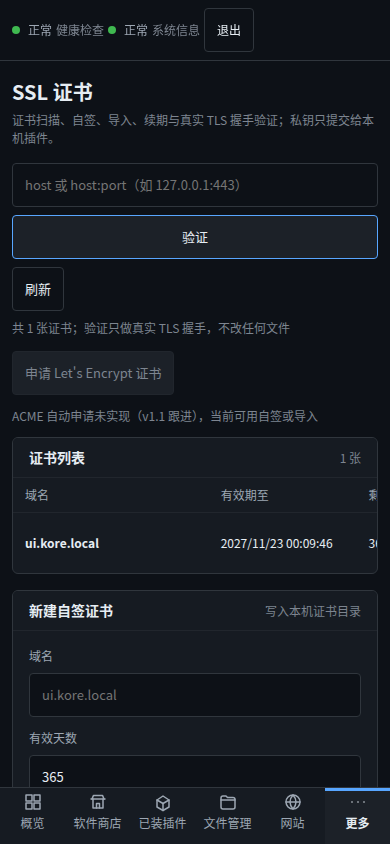 正常 健康检查 正常 系统信息 退出
SSL 证书
证书扫描、自签、导入、续期与真实 TLS 握手验证；私钥只提交给本
机插件。
host 或 host:port（如 127.0.0.1:443）
验证
刷新
共 1 张证书；验证只做真实 TLS 握手，不改任何文件
申请 Let's Encrypt 证书
ACME 自动申请未实现（v1.1 跟进），当前可用自签或导入
证书列表 1 张
域名 有效期至
ui.kore.local 2027/11/23 00:09:46
新建自签证书 写入本机证书目录
域名
ui.kore.local
有效天数
365
概览 软件商店 已装插件 文件管理 网站 更多